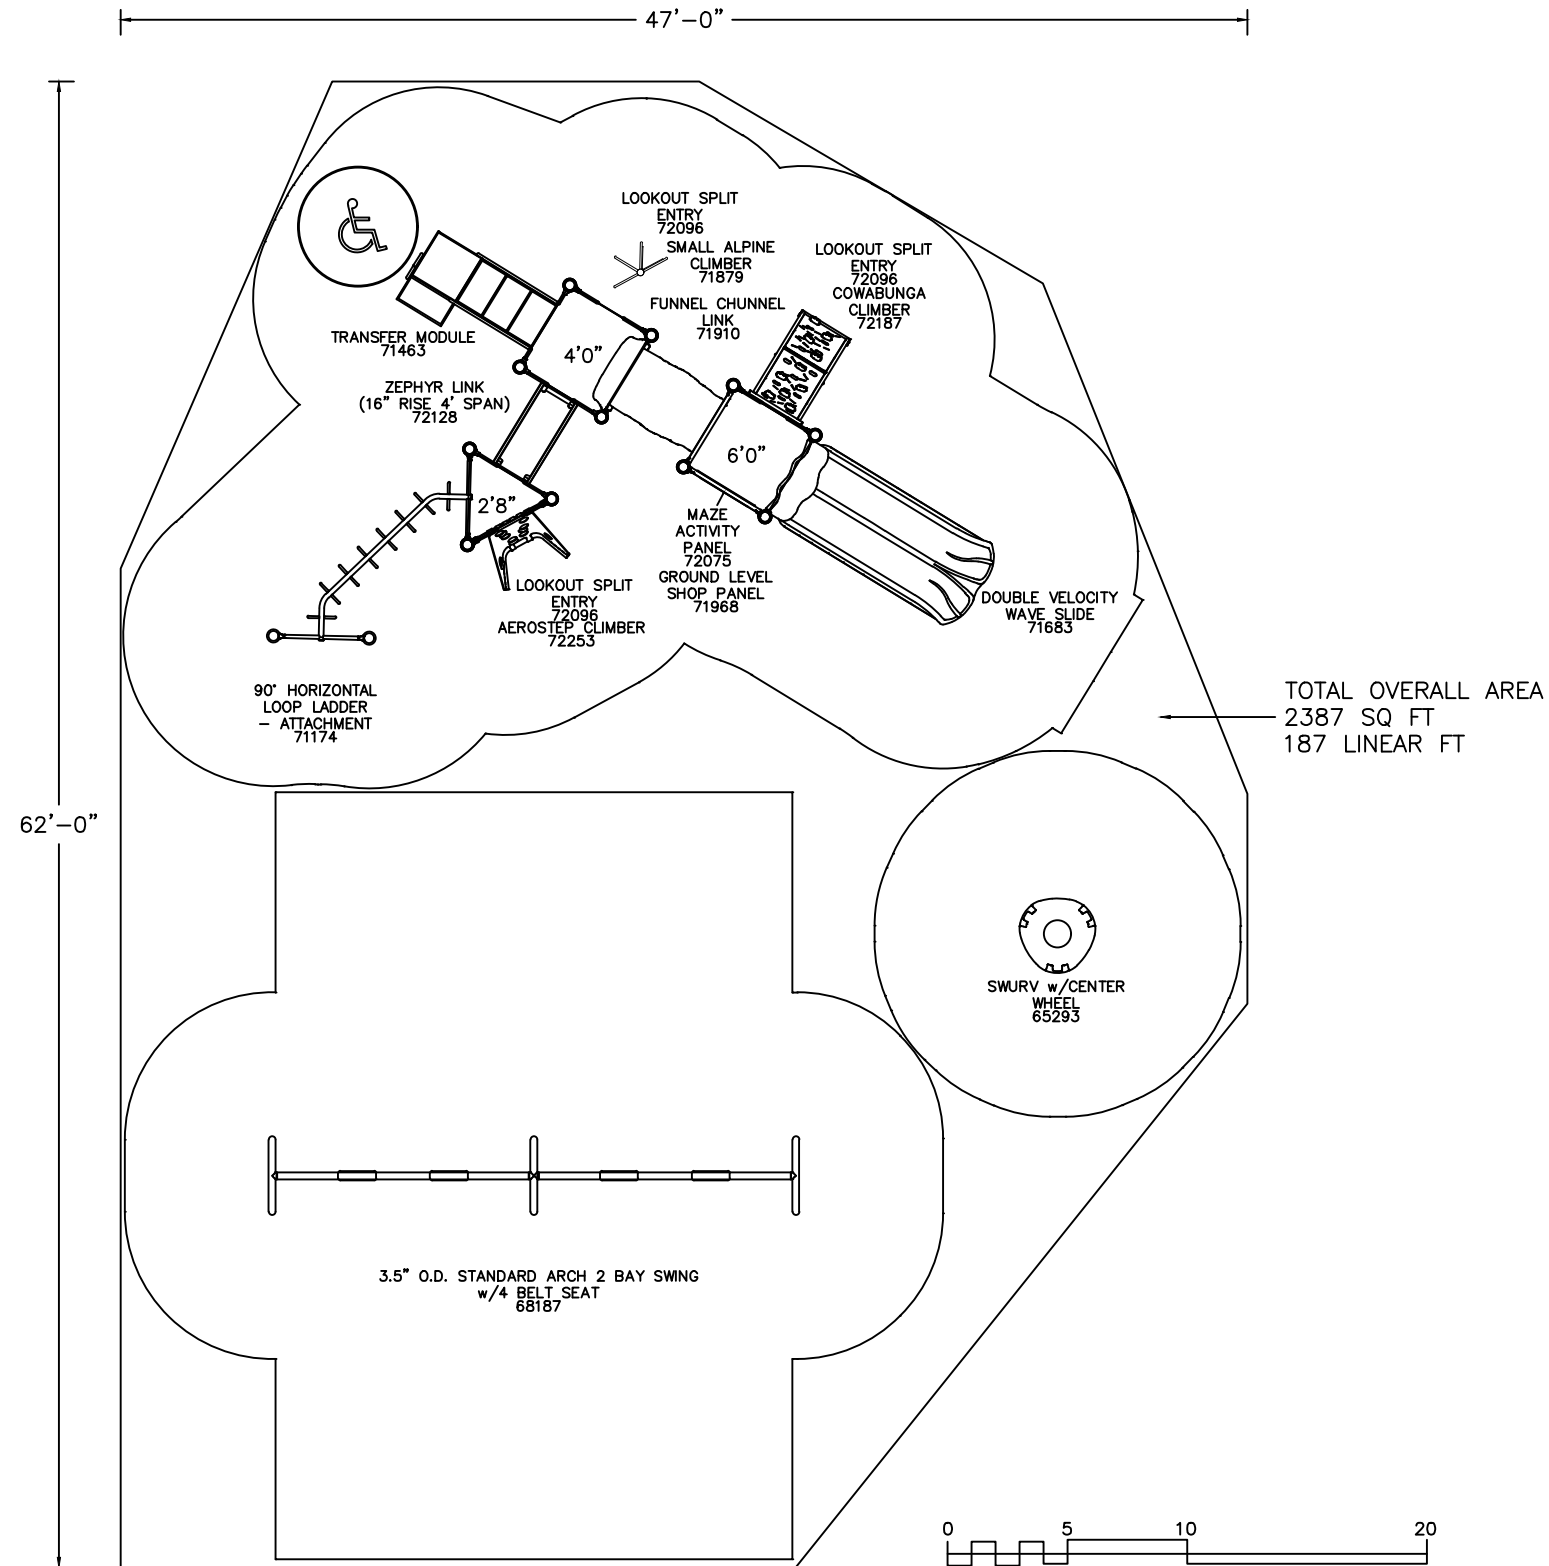 47'-0"
LOOKOUT SPLIT
ENTRY
72096
SMALL ALPINE
CLIMBER
71879
LOOKOUT SPLIT
ENTRY
72096
COWABUNGA
CLIMBER
72187
FUNNEL CHUNNEL
LINK
71910
TRANSFER MODULE
71463
4'0"
ZEPHYR LINK
(16" RISE 4' SPAN)
72128
6'0"
2'8"
MAZE
ACTIVITY
PANEL
72075
GROUND LEVEL
SHOP PANEL
71968
LOOKOUT SPLIT
ENTRY
72096
AEROSTEP CLIMBER
72253
DOUBLE VELOCITY
WAVE SLIDE
71683
90° HORIZONTAL
LOOP LADDER
- ATTACHMENT
71174
TOTAL OVERALL AREA
2387 SQ FT
187 LINEAR FT
62'-0"
SWURV w/CENTER
WHEEL
65293
3.5" O.D. STANDARD ARCH 2 BAY SWING
w/4 BELT SEAT
68187
0 5 10 20